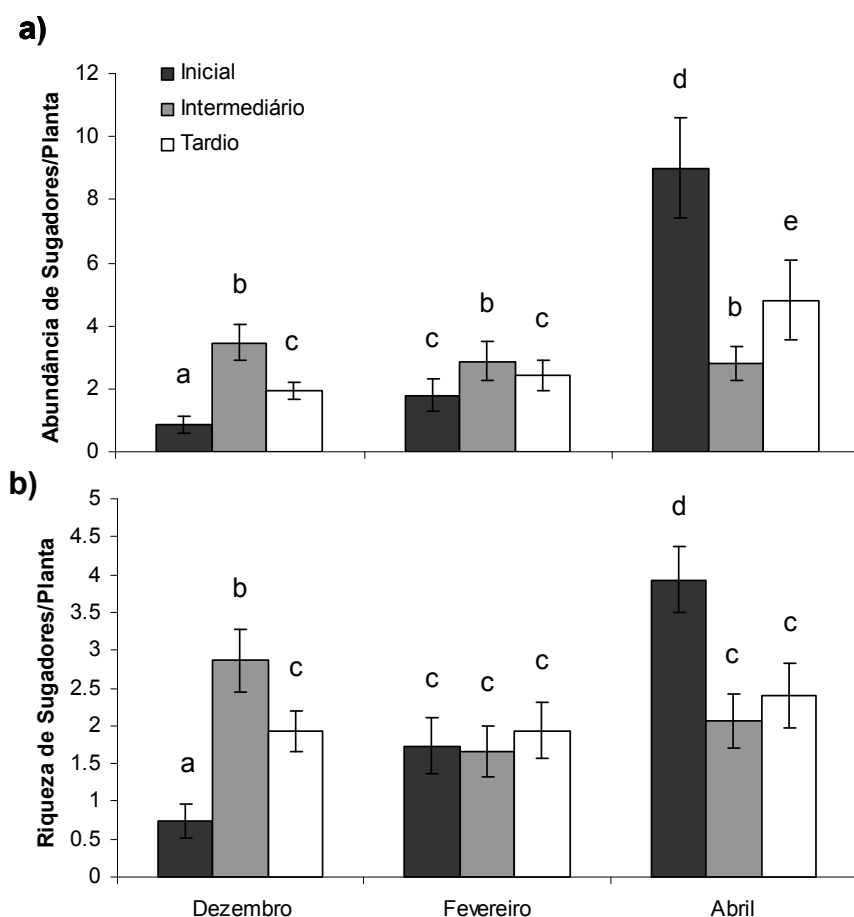 a)
Inicial
Intermediário
Tardio
Abundância de Sugadores/Planta
12
10
8
6
4
2
0
a
b
c
c
b
c
d
b
e
b)
Riqueza de Sugadores/Planta
5
4.5
4
3.5
3
2.5
2
1.5
1
0.5
0
a
b
c
c
c
c
d
c
c
Dezembro
Fevereiro
Abril